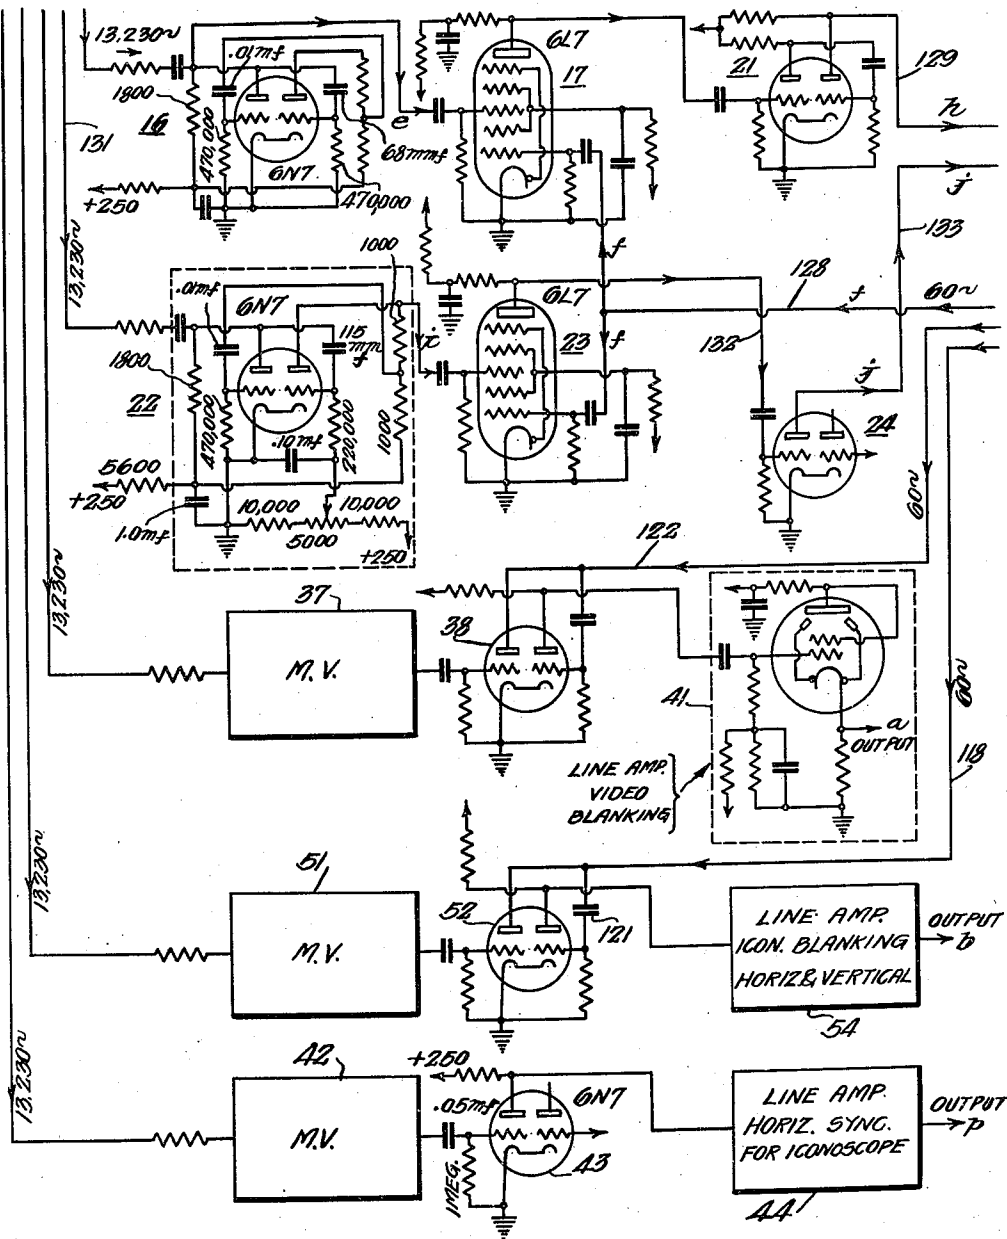 13,230~
.01mf
6L7
17
21
129
1800
16
470,000
e
h
131
6N7
68mmf
470,000
+250
j
f
133
1000
13,230~
.01mf
6N7
6L7
128
f
60~
115
mm
f
i
23
f
132
j
1800
22
470,000
.10mf
220,000
1000
24
5600
+250
1.0mf
10,000
5000
10,000
+250
60~
122
13,230~
37
M.V.
38
41
a
OUTPUT
60~
118
LINE AMP.
VIDEO
BLANKING
13,230~
51
M.V.
52
121
LINE AMP.
ICON. BLANKING
HORIZ & VERTICAL
OUTPUT
b
54
13,230~
42
M.V.
+250
.05mf
6N7
1MEG.
43
LINE AMP.
HORIZ. SYNC.
FOR ICONOSCOPE
OUTPUT
p
44